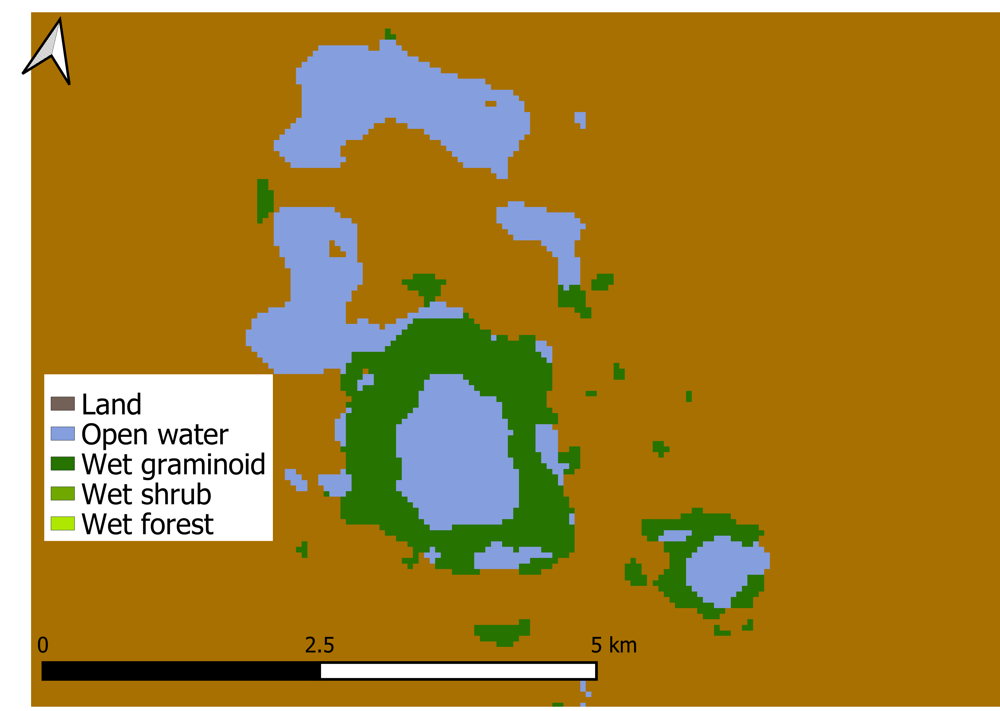 Land
Open water
Wet graminoid
Wet shrub
Wet forest
0 2.5 5 km